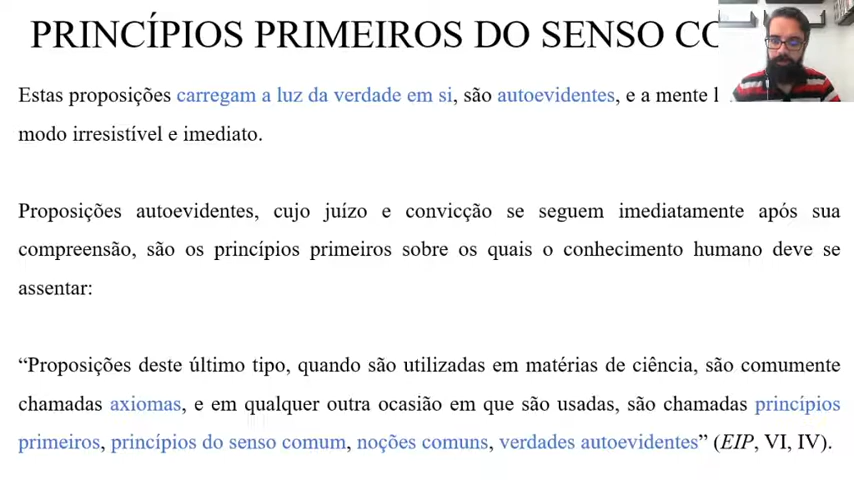 PRINCÍPIOS PRIMEIROS DO SENSO
Estas proposições carregam a luz da verdade em si, são autoevidentes, e a mente
modo irresistível e imediato.
Proposições autoevidentes, cujo juízo e convicção se seguem imediatamente após sua
compreensão, são os princípios primeiros sobre os quais o conhecimento humano deve se
assentar:
“Proposições deste último tipo, quando são utilizadas em matérias de ciência, são comumente
chamadas axiomas, e em qualquer outra ocasião em que são usadas, são chamadas princípios
primeiros, princípios do senso comum, noções comuns, verdades autoevidentes” (EIP, VI, IV).